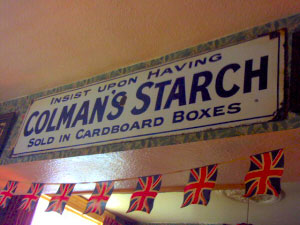 INSIST UPON HAVING
COLMAN'S STARCH
SOLD IN CARDBOARD BOXES